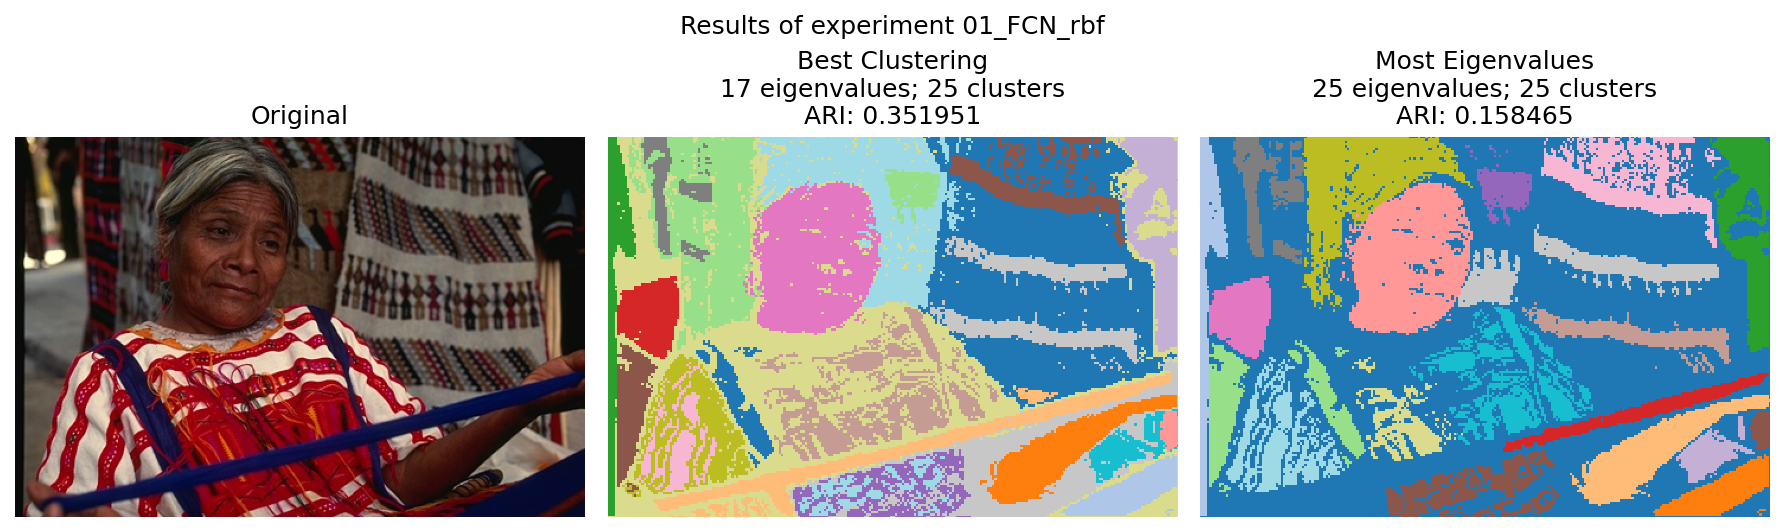 Results of experiment 01_FCN_rbf
Original
Best Clustering
17 eigenvalues; 25 clusters
ARI: 0.351951
Most Eigenvalues
25 eigenvalues; 25 clusters
ARI: 0.158465